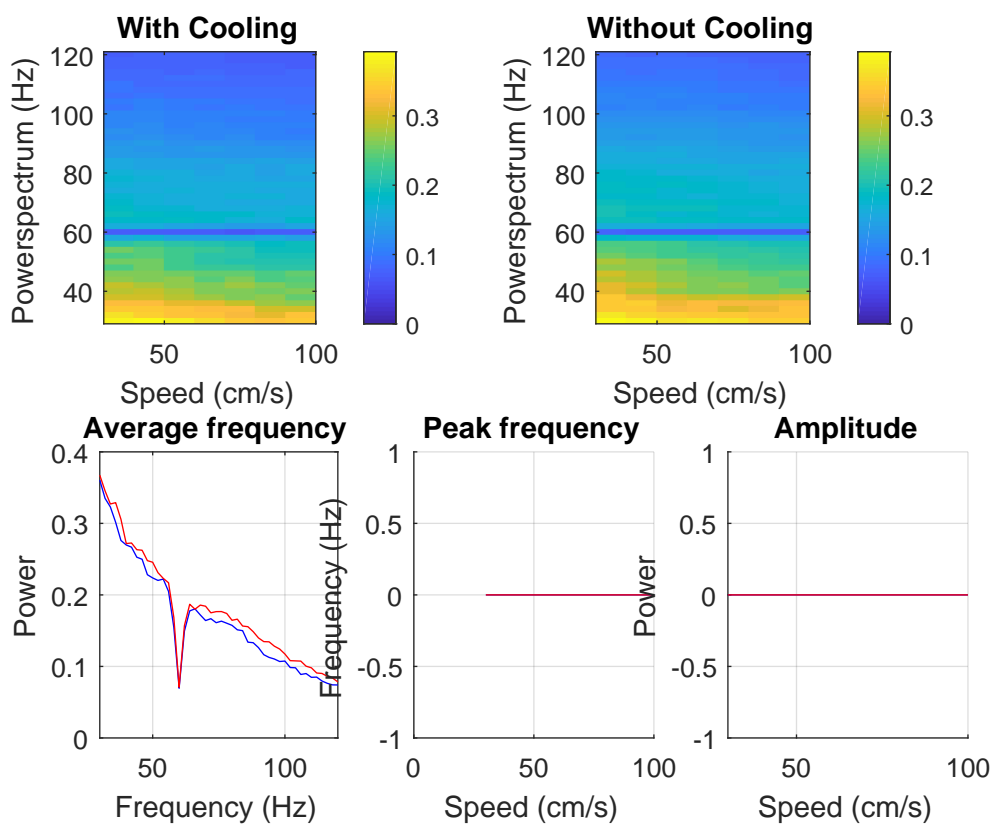 With Cooling
Without Cooling
120
100
80
60
40
Powerspectrum (Hz)
50
100
Speed (cm/s)
0.3
0.2
0.1
0
120
100
80
60
40
Powerspectrum (Hz)
50
100
Speed (cm/s)
0.3
0.2
0.1
0
Average frequency
0.4
0.3
0.2
0.1
0
Power
50
100
Frequency (Hz)
Peak frequency
1
0.5
0
-0.5
-1
Frequency (Hz)
0
50
100
Speed (cm/s)
Amplitude
1
0.5
0
-0.5
-1
Power
50
100
Speed (cm/s)